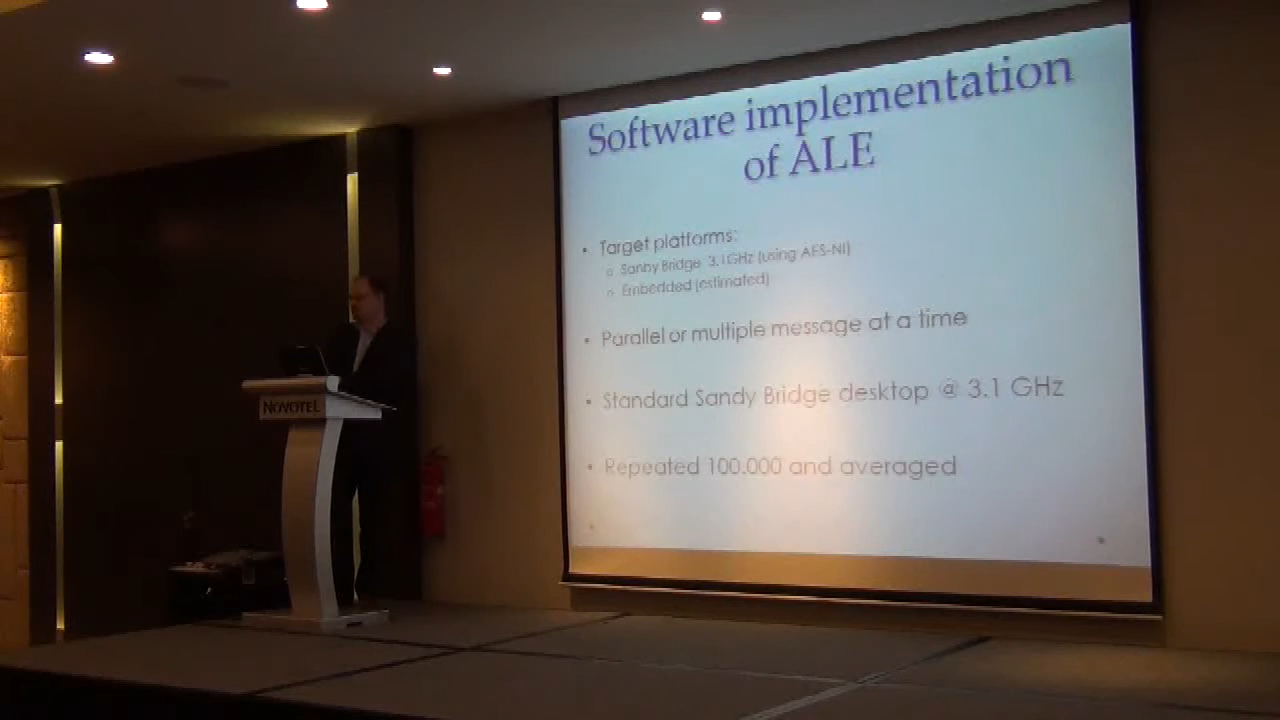 Software implementation
of ALE
• Target platforms:
o Sanby Bridge 3.1GHz (using AES-NI)
o Embedded (estimated)
• Parallel or multiple message at a time
• Standard Sandy Bridge desktop @ 3.1 GHz
• Repeated 100.000 and averaged
NOVOTEL